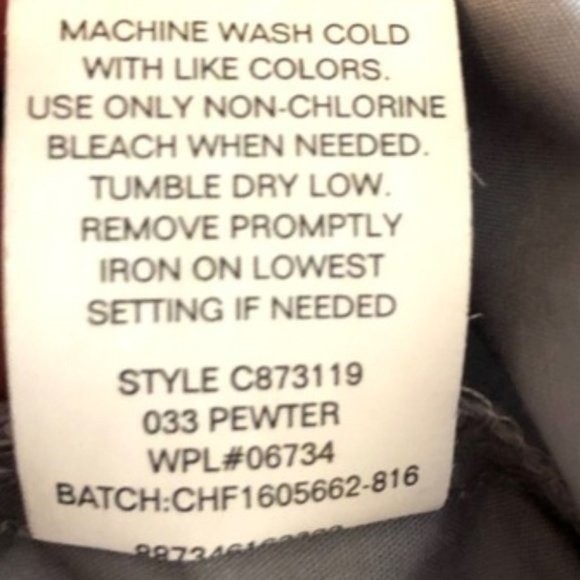 MACHINE WASH COLD
WITH LIKE COLORS.
USE ONLY NON-CHLORINE
BLEACH WHEN NEEDED.
TUMBLE DRY LOW.
REMOVE PROMPTLY
IRON ON LOWEST
SETTING IF NEEDED
STYLE C873119
033 PEWTER
WPL#06734
BATCH:CHF1605662-816